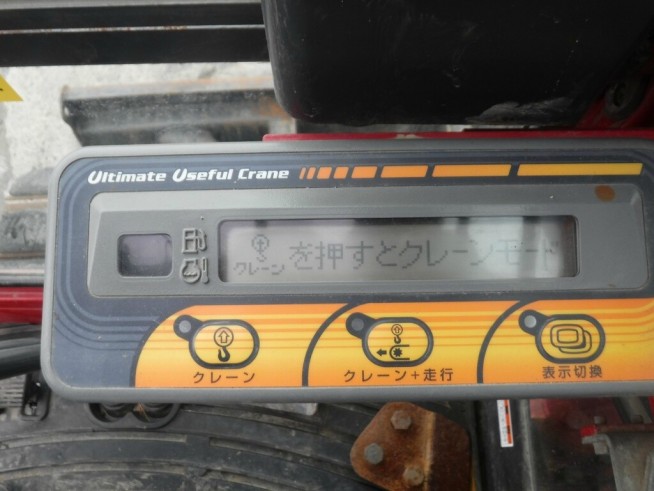 Ultimate Useful Crane
クレーン を押すとクレーンモード
クレーン
クレーン+走行
表示切換